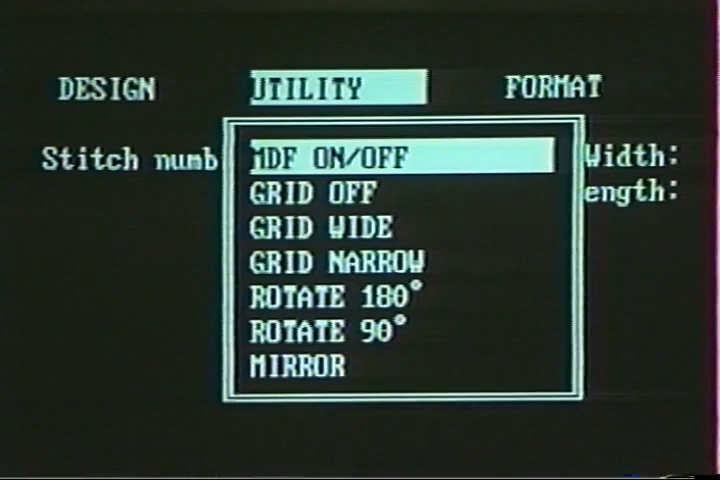 DESIGN UTILITY FORMAT
Stitch numb Width:
ength:
MDF ON/OFF
GRID OFF
GRID WIDE
GRID NARROW
ROTATE 180°
ROTATE 90°
MIRROR